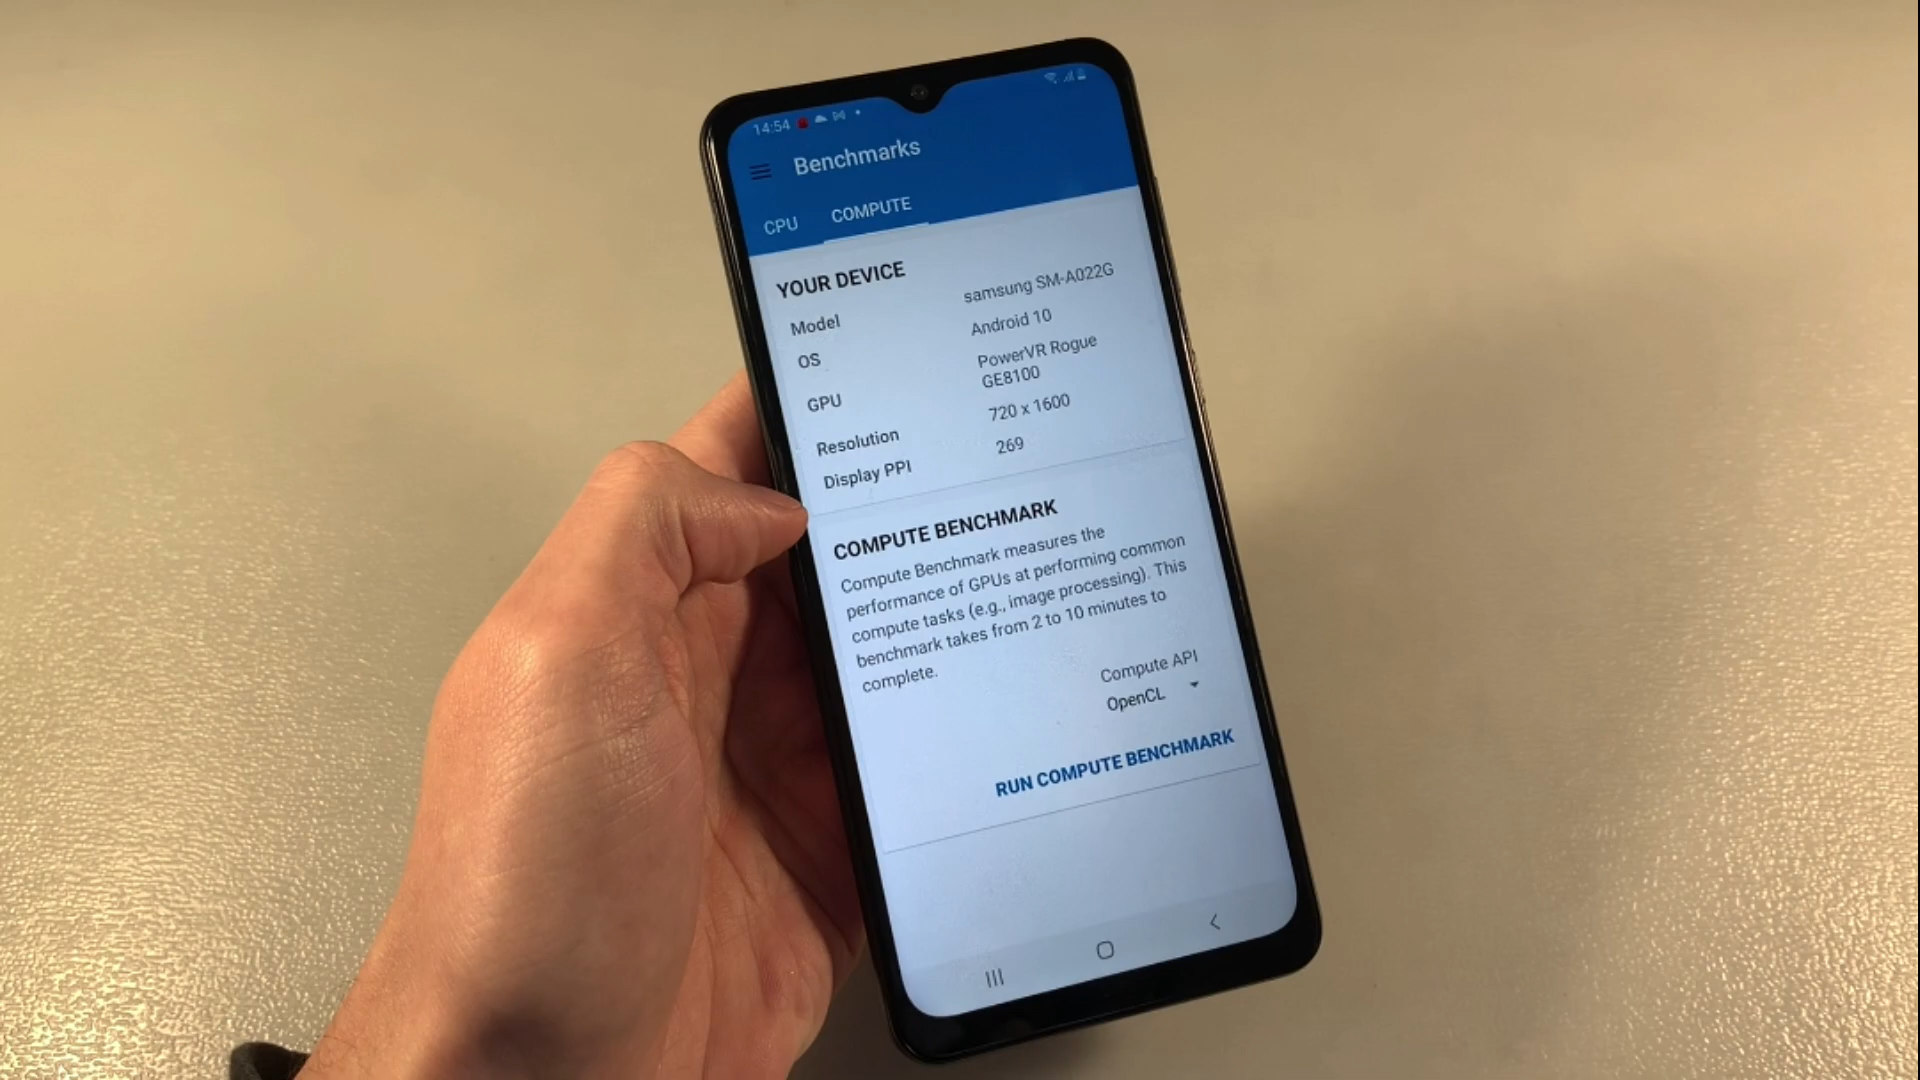 14:54
Benchmarks
CPU COMPUTE
YOUR DEVICE
Model samsung SM-A022G
OS Android 10
GPU PowerVR Rogue
GE8100
Resolution 720 x 1600
Display PPI 269
COMPUTE BENCHMARK
Compute Benchmark measures the
performance of GPUs at performing common
compute tasks (e.g., image processing). This
benchmark takes from 2 to 10 minutes to
complete.
Compute API
OpenCL
RUN COMPUTE BENCHMARK